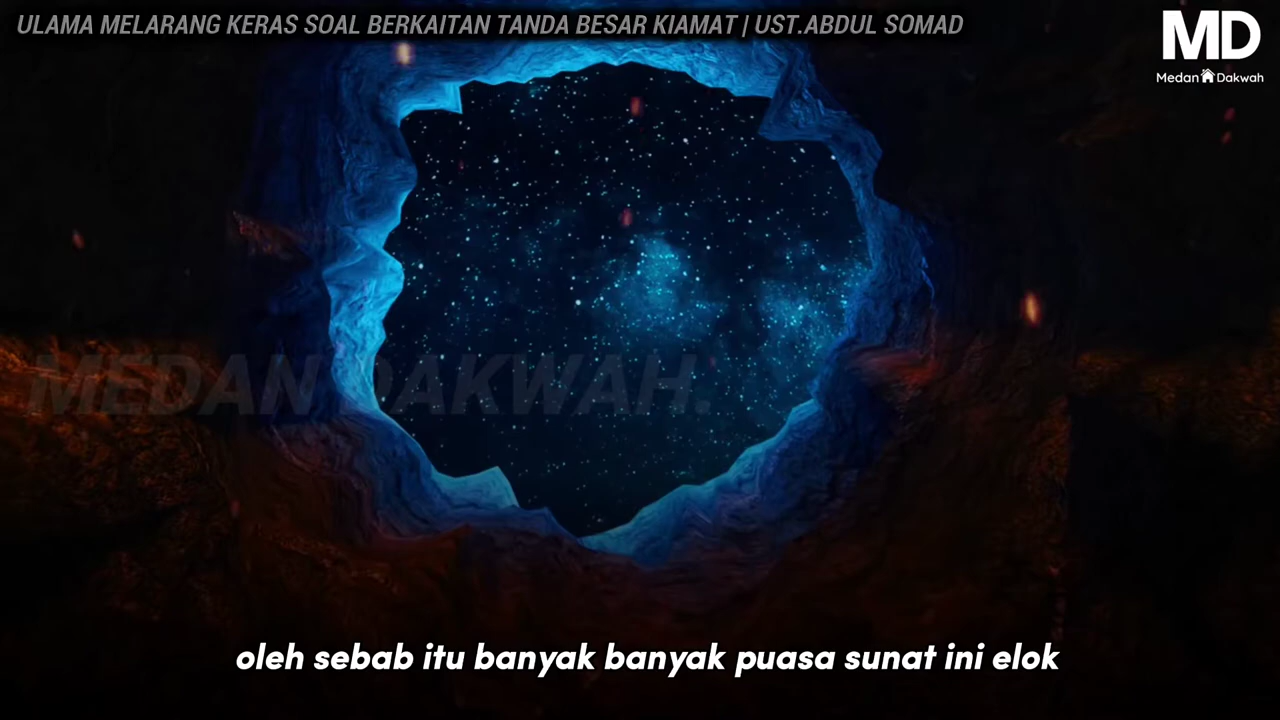 ULAMA MELARANG KERAS SOAL BERKAITAN TANDA BESAR KIAMAT | UST.ABDUL SOMAD
MD
Medan Dakwah
MEDAN DAKWAH.
oleh sebab itu banyak banyak puasa sunat ini elok